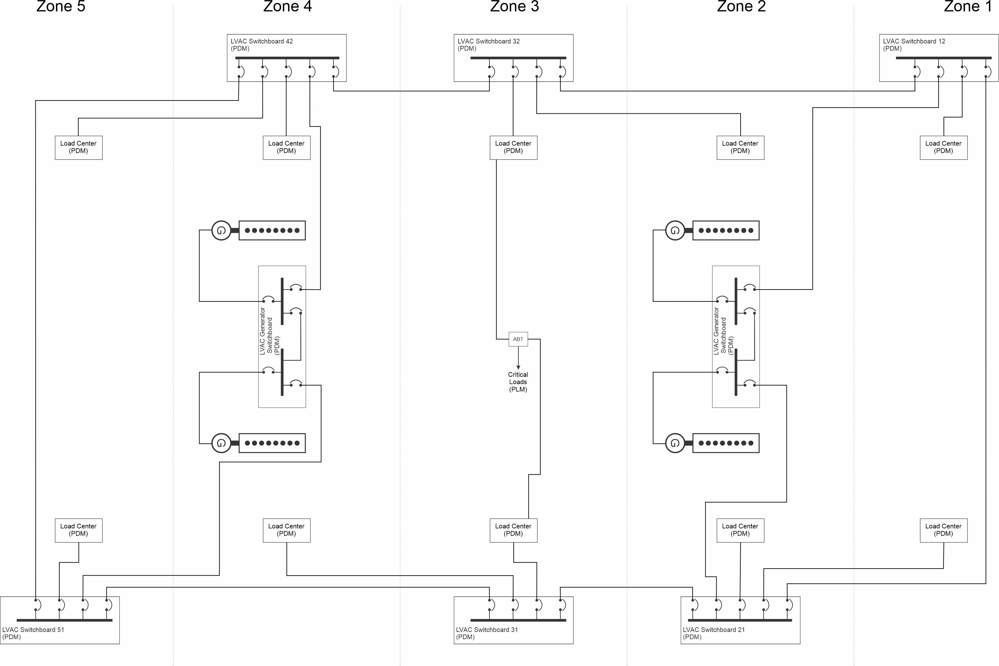 Zone 5
Zone 4
Zone 3
Zone 2
Zone 1
LVAC Switchboard 42
(PDM)
LVAC Switchboard 32
(PDM)
LVAC Switchboard 12
(PDM)
Load Center
(PDM)
Load Center
(PDM)
Load Center
(PDM)
Load Center
(PDM)
Load Center
(PDM)
G
G
LVAC Generator
Switchboard
(PDM)
ABT
Critical
Loads
(PLM)
LVAC Generator
Switchboard
(PDM)
G
G
Load Center
(PDM)
Load Center
(PDM)
Load Center
(PDM)
Load Center
(PDM)
Load Center
(PDM)
LVAC Switchboard 51
(PDM)
LVAC Switchboard 31
(PDM)
LVAC Switchboard 21
(PDM)